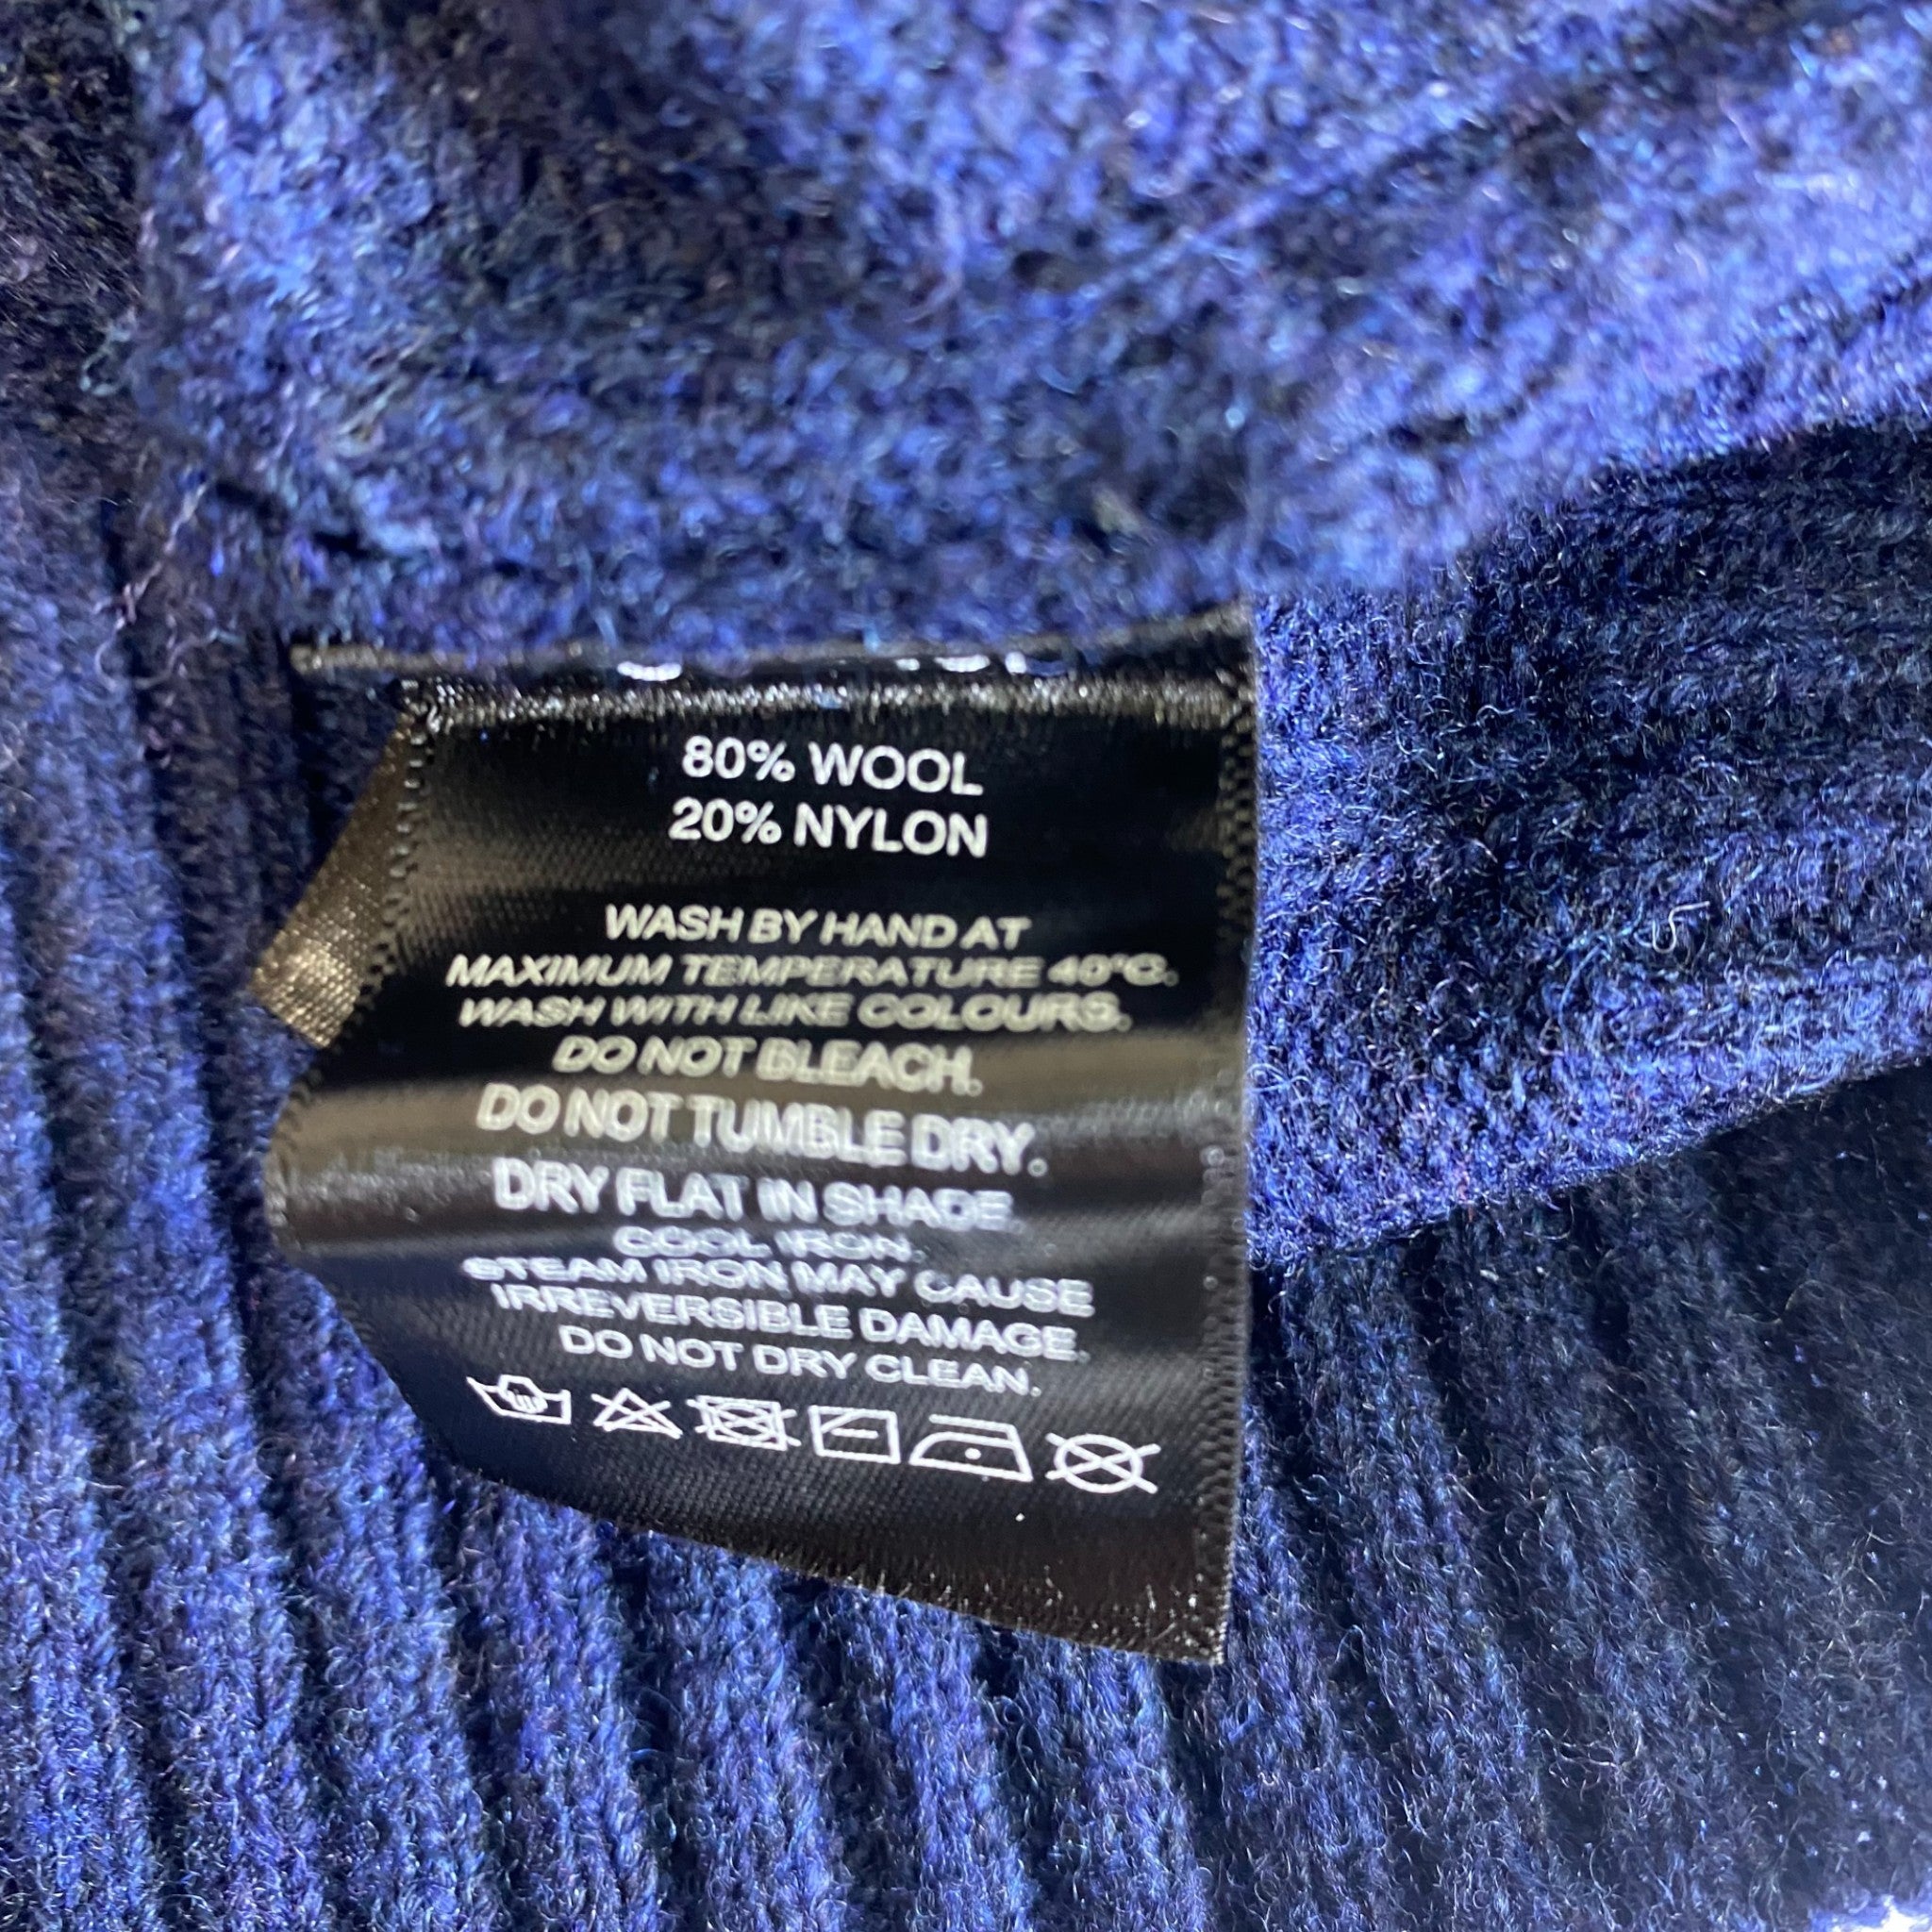 80% WOOL
20% NYLON
WASH BY HAND AT
MAXIMUM TEMPERATURE 40°C.
WASH WITH LIKE COLOURS.
DO NOT BLEACH.
DO NOT TUMBLE DRY.
DRY FLAT IN SHADE.
COOL IRON.
STEAM IRON MAY CAUSE
IRREVERSIBLE DAMAGE.
DO NOT DRY CLEAN.